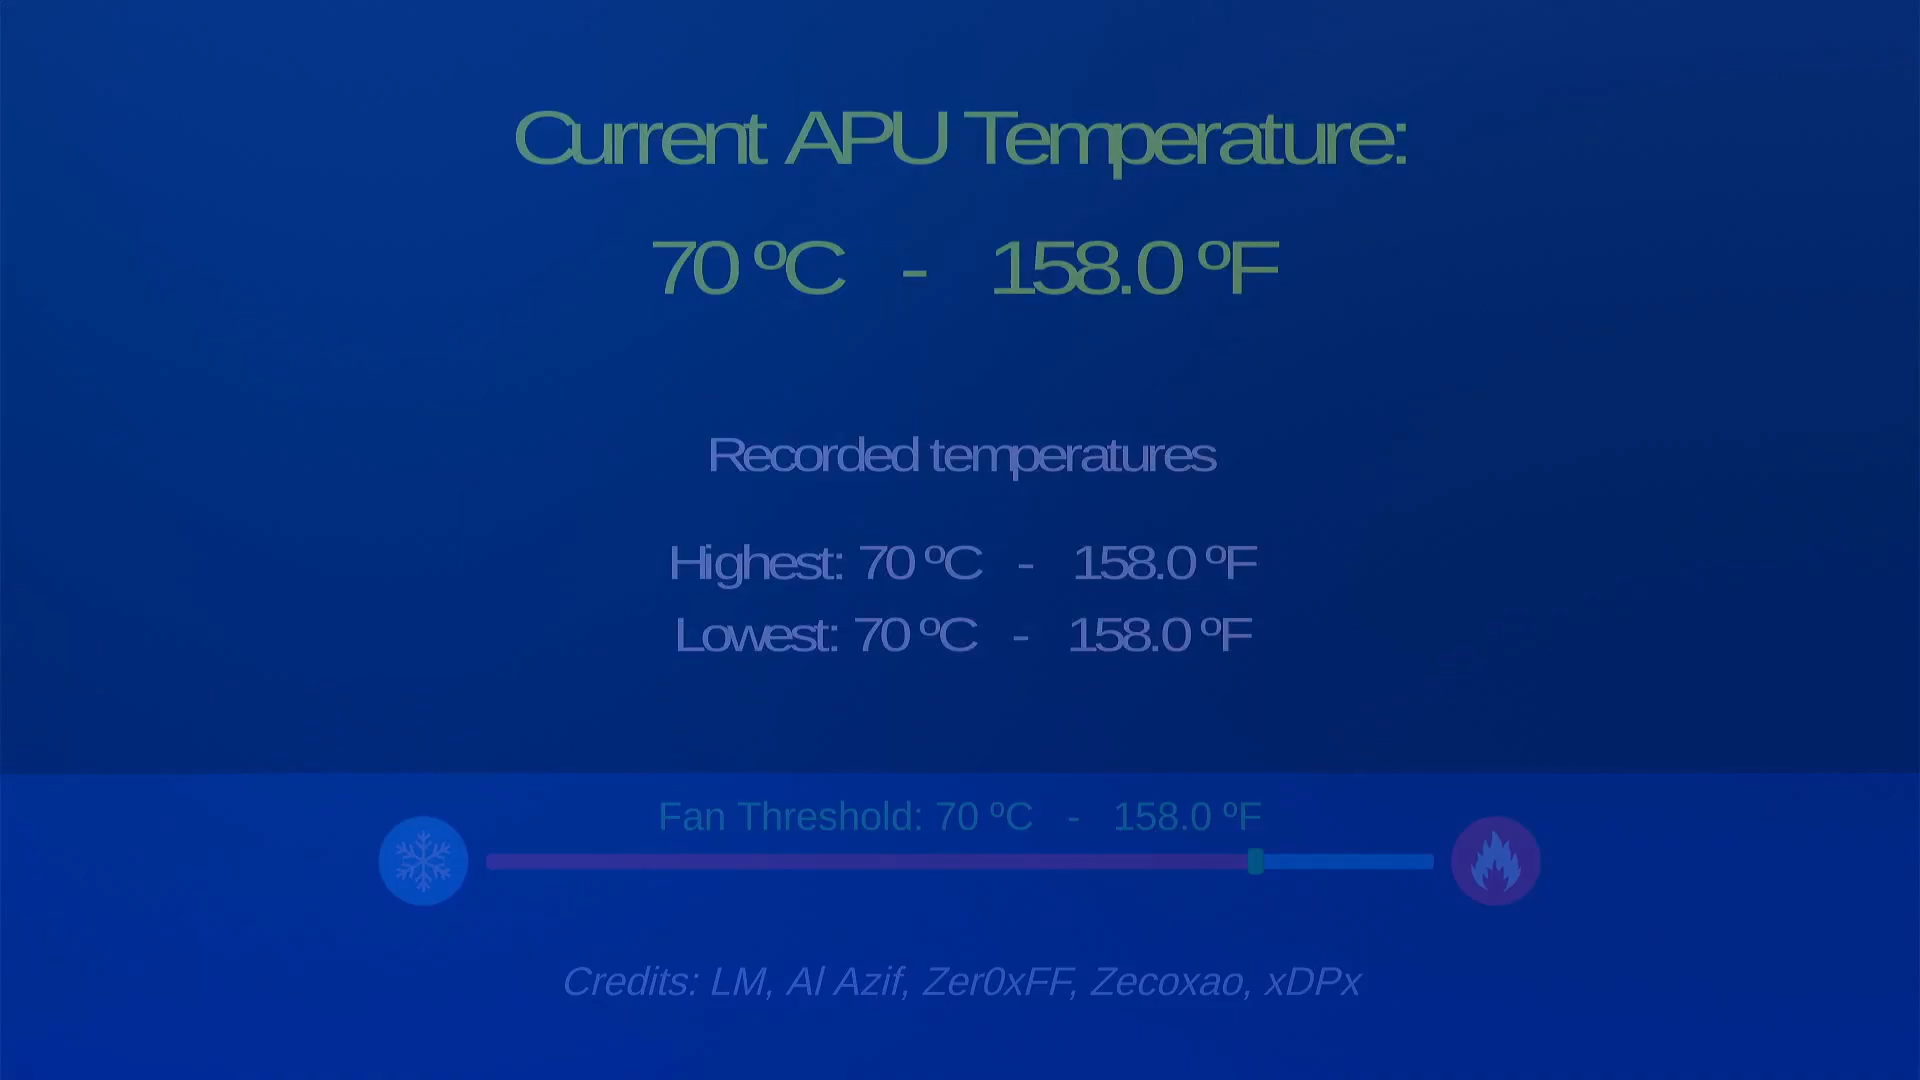 Current APU Temperature:
70 ºC - 158.0 ºF
Recorded temperatures
Highest: 70 ºC - 158.0 ºF
Lowest: 70 ºC - 158.0 ºF
Fan Threshold: 70 ºC - 158.0 ºF
Credits: LM, Al Azif, Zer0xFF, Zecoxao, xDPx